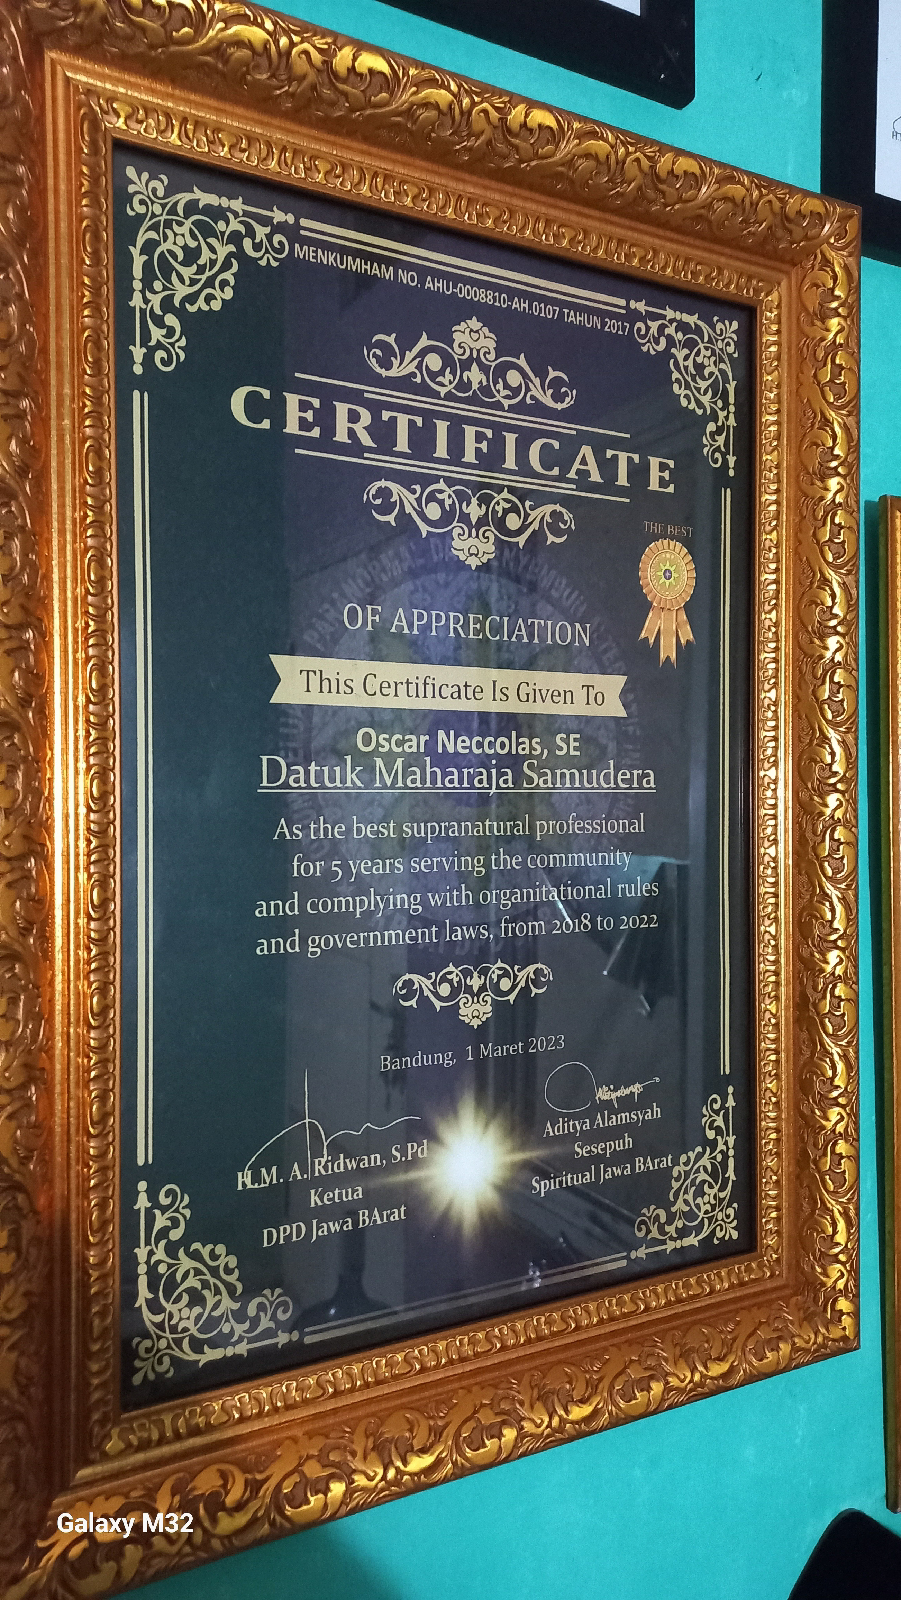 MENKUMHAM NO. AHU-0008810-AH.0107 TAHUN 2017
CERTIFICATE
THE BEST
OF APPRECIATION
This Certificate Is Given To
Oscar Neccolas, SE
Datuk Maharaja Samudera
As the best supranatural professional
for 5 years serving the community
and complying with organitational rules
and government laws, from 2018 to 2022
Bandung, 1 Maret 2023
H.M. A. Ridwan, S.Pd
Ketua
DPD Jawa BArat
Aditya Alamsyah
Sesepuh
Spiritual Jawa BArat
Galaxy M32